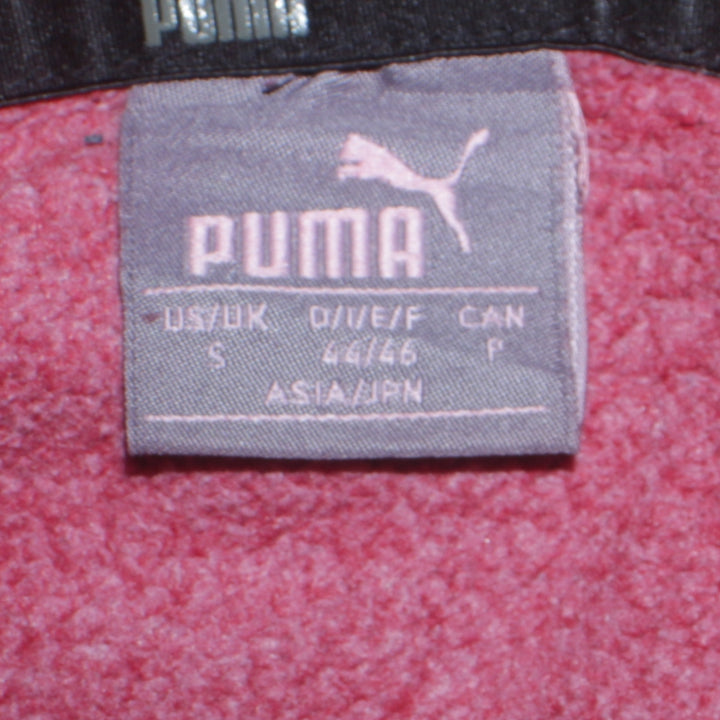 PUMA
PUMA
US/UK D/I/E/F CAN
S 44/46 P
ASIA/JPN